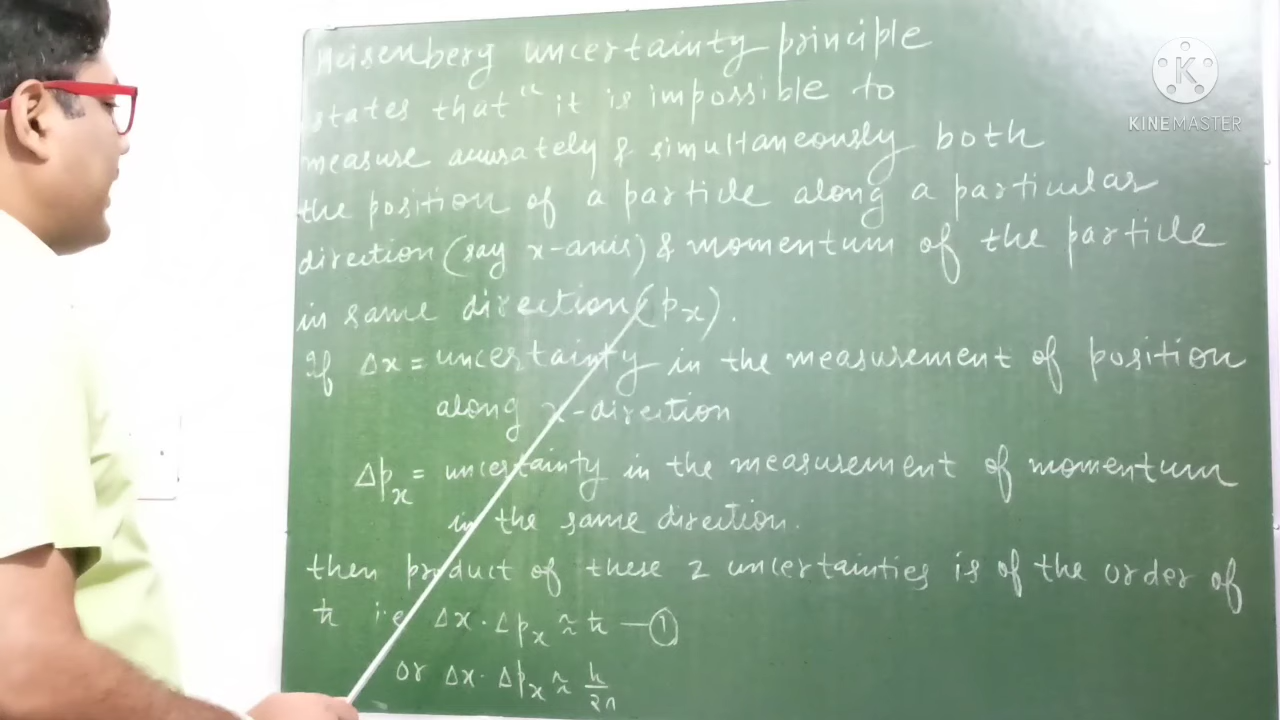 Heisenberg uncertainty principle
states that "it is impossible to
measure accurately & simultaneously both
the position of a particle along a particular
direction (say x-axis) & momentum of the particle
in same direction (px).
If Δx = uncertainty in the measurement of position
along x-direction
Δpx = uncertainty in the measurement of momentum
in the same direction.
then product of these 2 uncertainties is of the order of
ħ i.e Δx · Δpx ≈ ħ — ①
or Δx · Δpx ≈ h/2π
K
KINEMASTER